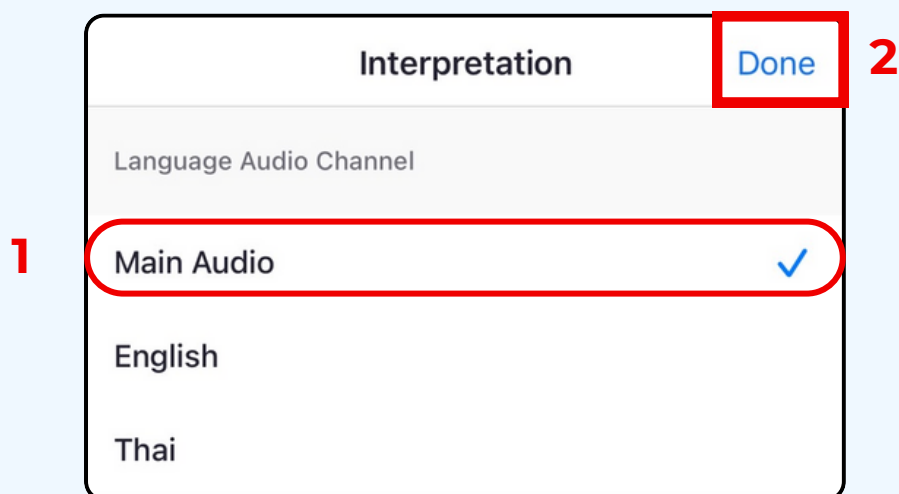 Interpretation Done 2
Language Audio Channel
1 Main Audio
English
Thai